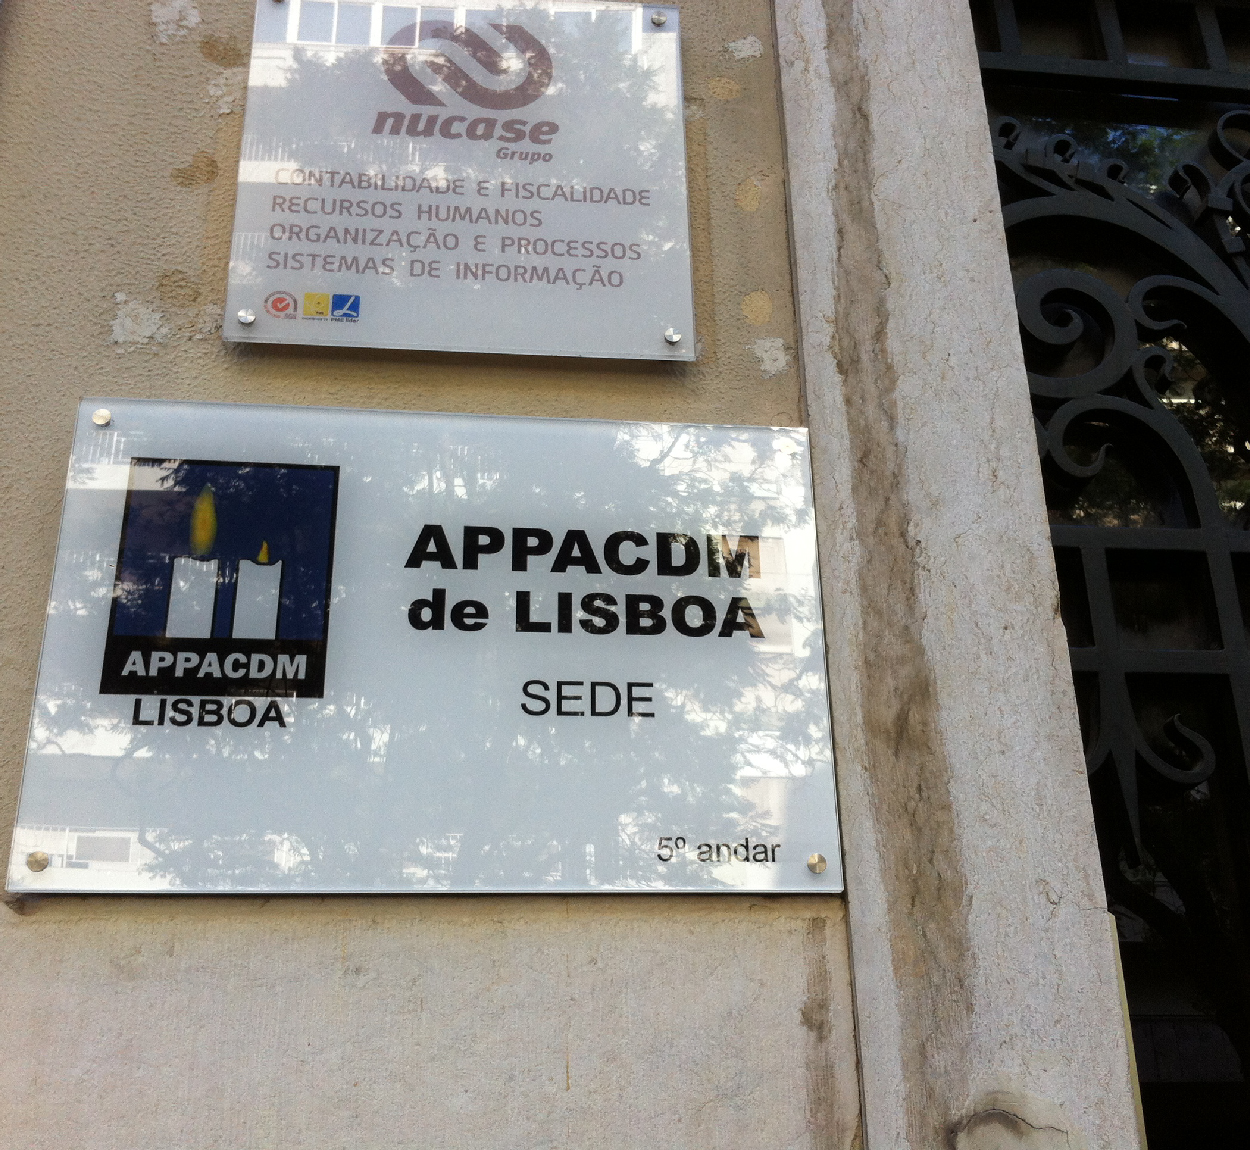 nucase
Grupo
CONTABILIDADE E FISCALIDADE
RECURSOS HUMANOS
ORGANIZAÇÃO E PROCESSOS
SISTEMAS DE INFORMAÇÃO
APPACDM
LISBOA
APPACDM
de LISBOA
SEDE
5º andar